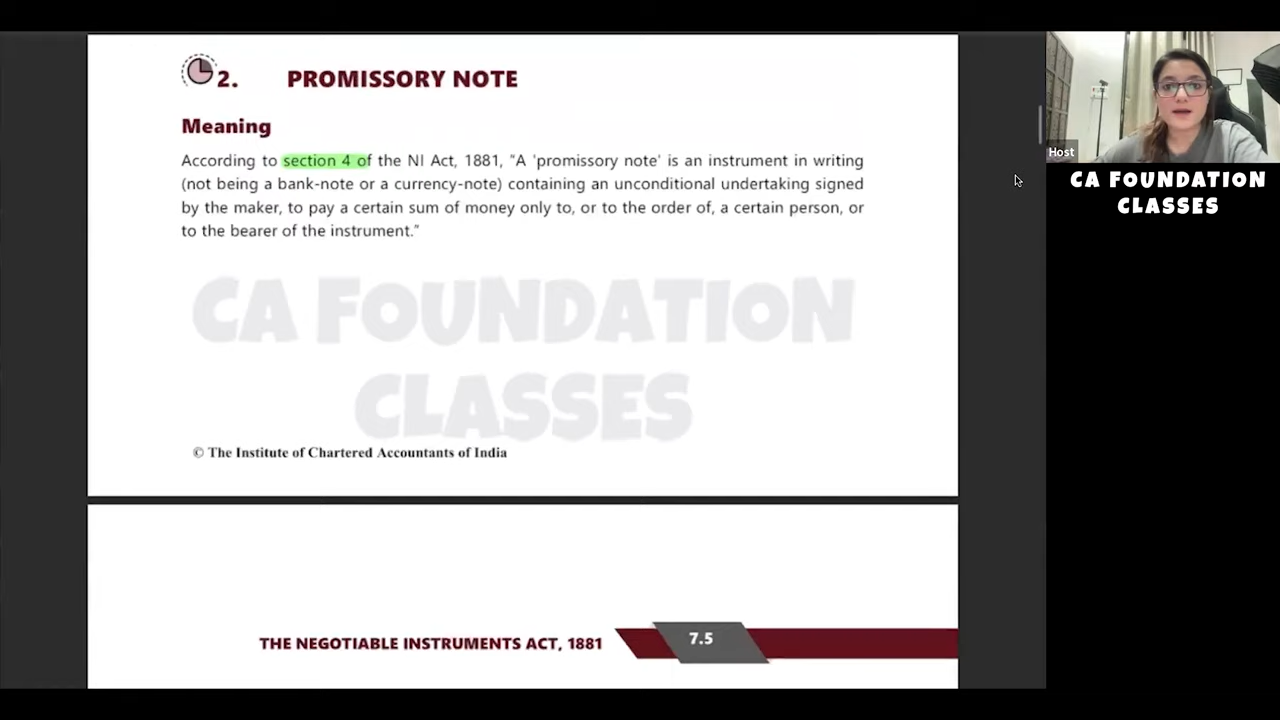 2. PROMISSORY NOTE
Meaning
According to section 4 of the NI Act, 1881, “A 'promissory note' is an instrument in writing
(not being a bank-note or a currency-note) containing an unconditional undertaking signed
by the maker, to pay a certain sum of money only to, or to the order of, a certain person, or
to the bearer of the instrument.”
CA FOUNDATION
CLASSES
© The Institute of Chartered Accountants of India
THE NEGOTIABLE INSTRUMENTS ACT, 1881
7.5
Host
CA FOUNDATION
CLASSES